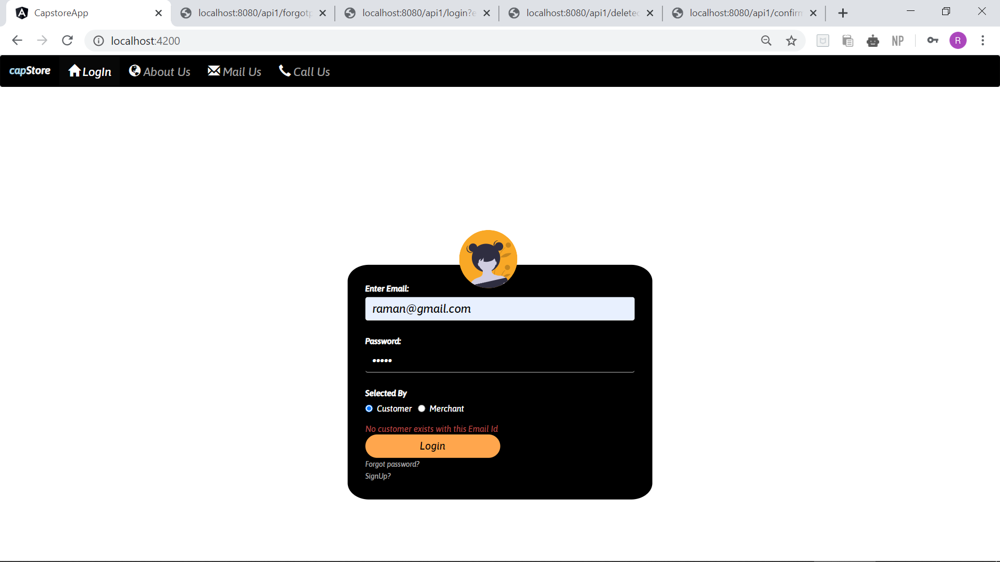 CapstoreApp
localhost:8080/api1/forgotp
localhost:8080/api1/login?e
localhost:8080/api1/delete
localhost:8080/api1/confirm
localhost:4200
NP
R
capStore
LogIn
About Us
Mail Us
Call Us
Enter Email:
raman@gmail.com
Password:
•••••
Selected By
Customer
Merchant
No customer exists with this Email Id
Login
Forgot password?
SignUp?